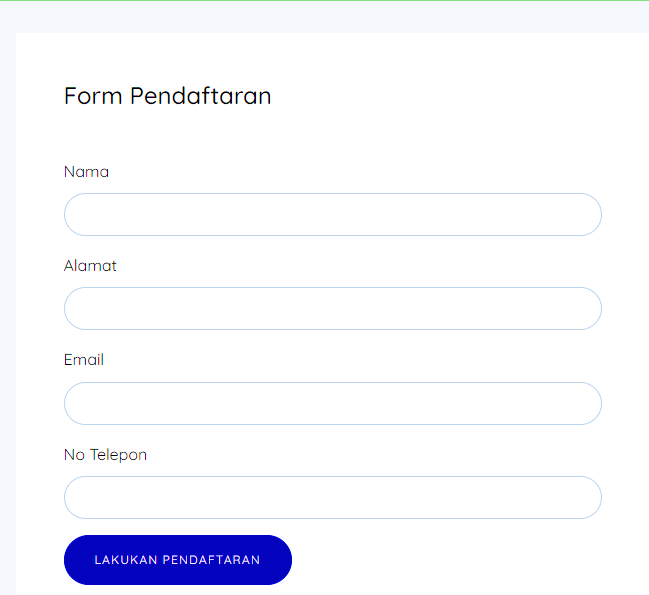 Form Pendaftaran
Nama
Alamat
Email
No Telepon
LAKUKAN PENDAFTARAN